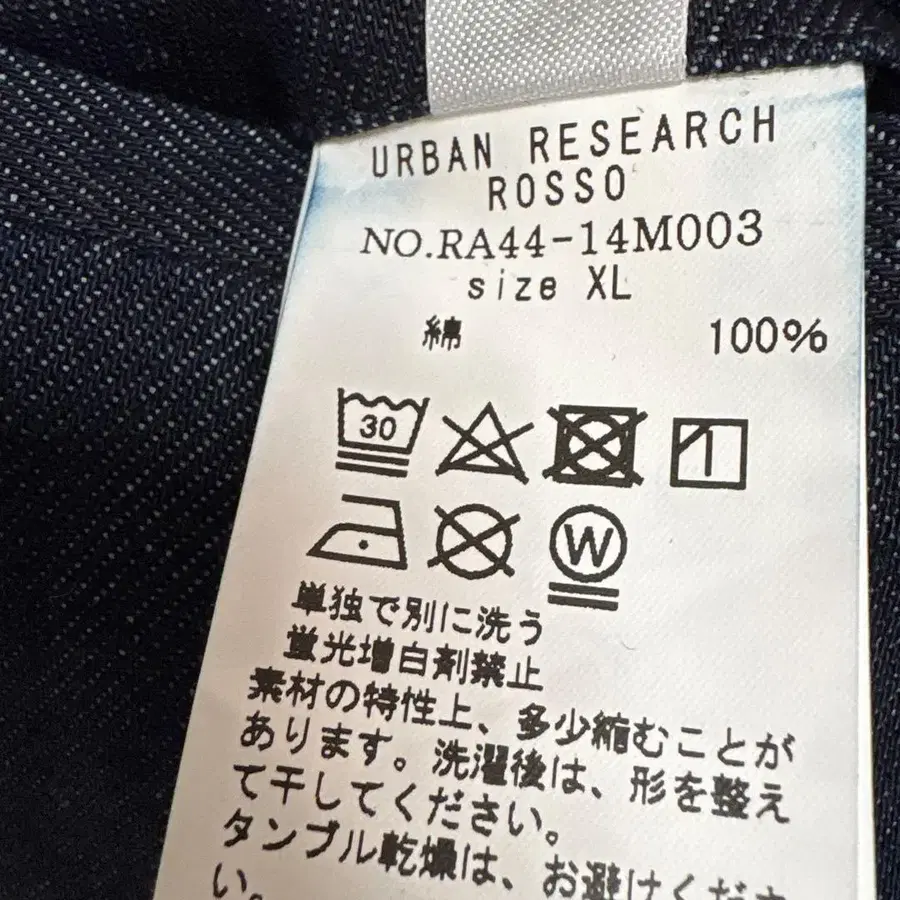 URBAN RESEARCH
ROSSO
NO.RA44-14M003
size XL
綿 100%
30
W
単独で別に洗う
蛍光増白剤禁止
素材の特性上、多少縮むことが
あります。洗濯後は、形を整え
て干してください。
タンブル乾燥は、お避けくださ
い。